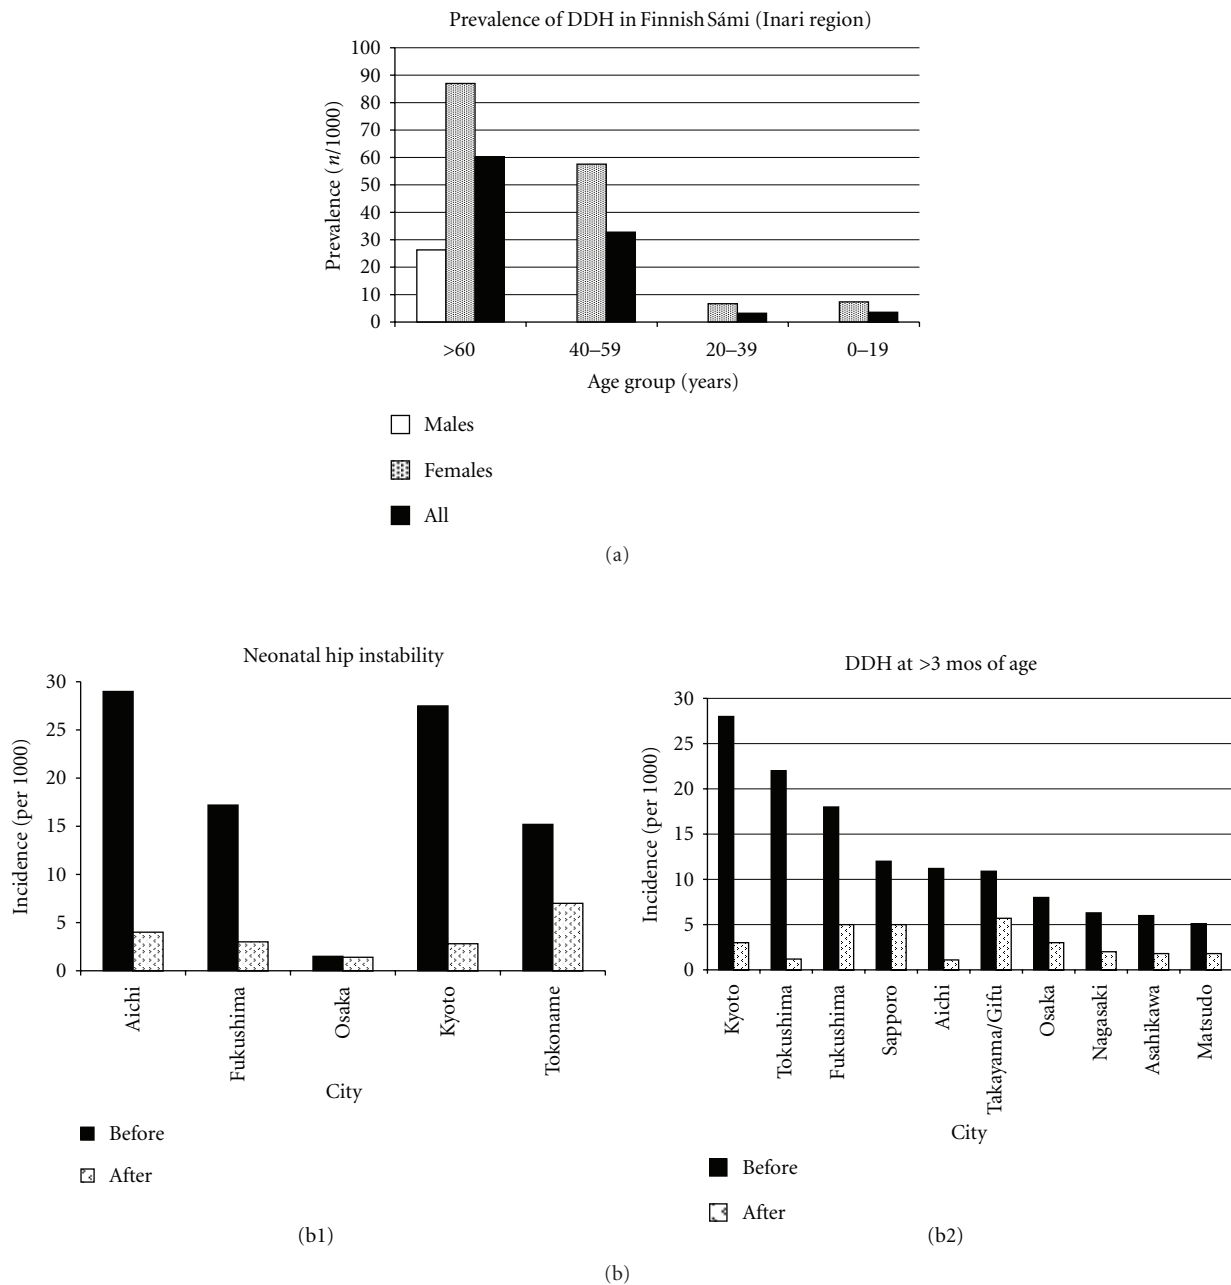 Prevalence of DDH in Finnish Sámi (Inari region)
Prevalence (n/1000)
100
90
80
70
60
50
40
30
20
10
0
>60 40–59 20–39 0–19
Age group (years)
Males
Females
All
(a)
Neonatal hip instability
Incidence (per 1000)
30
25
20
15
10
5
0
Aichi
Fukushima
Osaka
Kyoto
Tokoname
City
Before
After
(b1)
DDH at >3 mos of age
Incidence (per 1000)
30
25
20
15
10
5
0
Kyoto
Tokushima
Fukushima
Sapporo
Aichi
Takayama/Gifu
Osaka
Nagasaki
Asahikawa
Matsudo
City
Before
After
(b2)
(b)